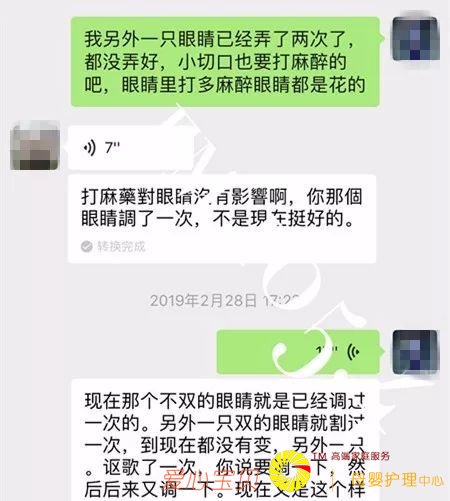 我另外一只眼睛已经弄了两次了，
都没弄好，小切口也要打麻醉的
吧，眼睛里打多麻醉眼睛都是花的
7"
打麻藥對眼睛沒有影響啊，你那個
眼睛調了一次，不是現在挺好的。
转换完成
2019年2月28日 17:2
现在那个不双的眼睛就是已经调过
一次的。另外一只双的眼睛就割过
一次，到现在都没有变，另外一只
。讴歌了一次，你说要调一下，然
后后来又调一下。现在又是这个样
爱心宝贝
TM 高端家庭服务
母婴护理中心